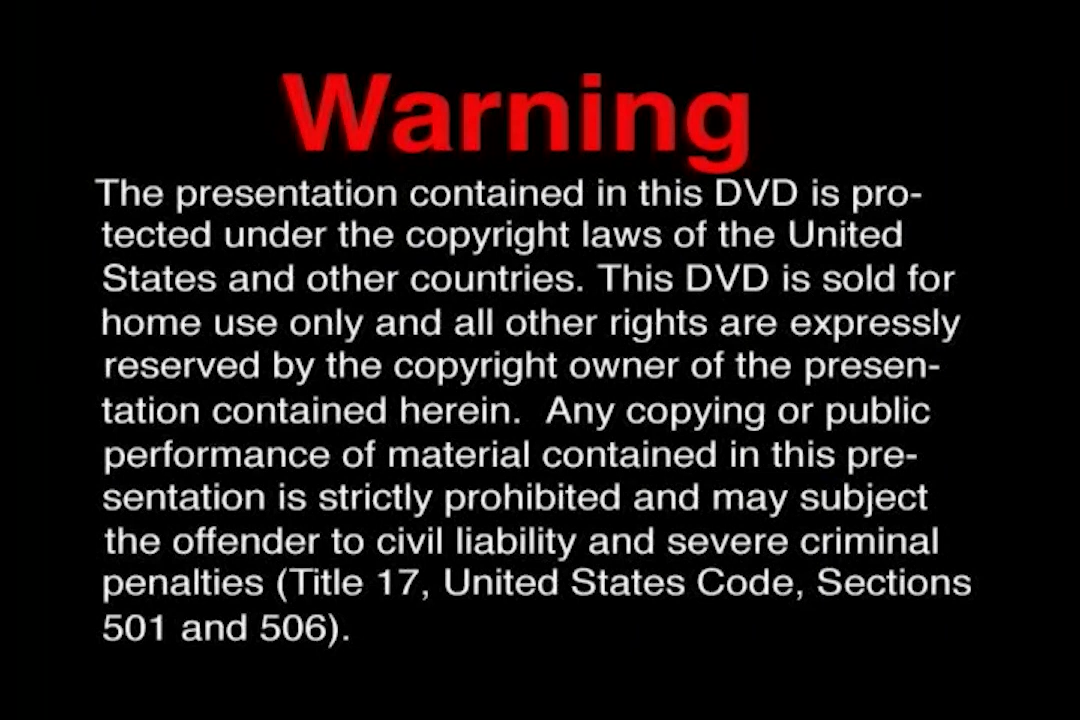 Warning
The presentation contained in this DVD is pro-
tected under the copyright laws of the United
States and other countries. This DVD is sold for
home use only and all other rights are expressly
reserved by the copyright owner of the presen-
tation contained herein.  Any copying or public
performance of material contained in this pre-
sentation is strictly prohibited and may subject
the offender to civil liability and severe criminal
penalties (Title 17, United States Code, Sections
501 and 506).